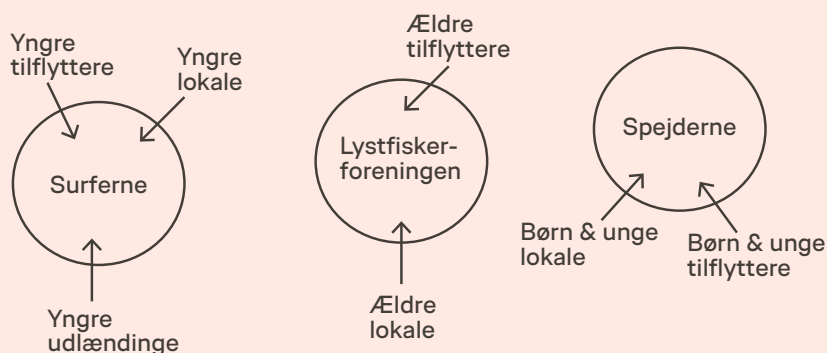 Yngre
tilflyttere
Yngre
lokale
Surferne
Yngre
udlændinge
Ældre
tilflyttere
Lystfisker-
foreningen
Ældre
lokale
Spejderne
Børn & unge
lokale
Børn & unge
tilflyttere